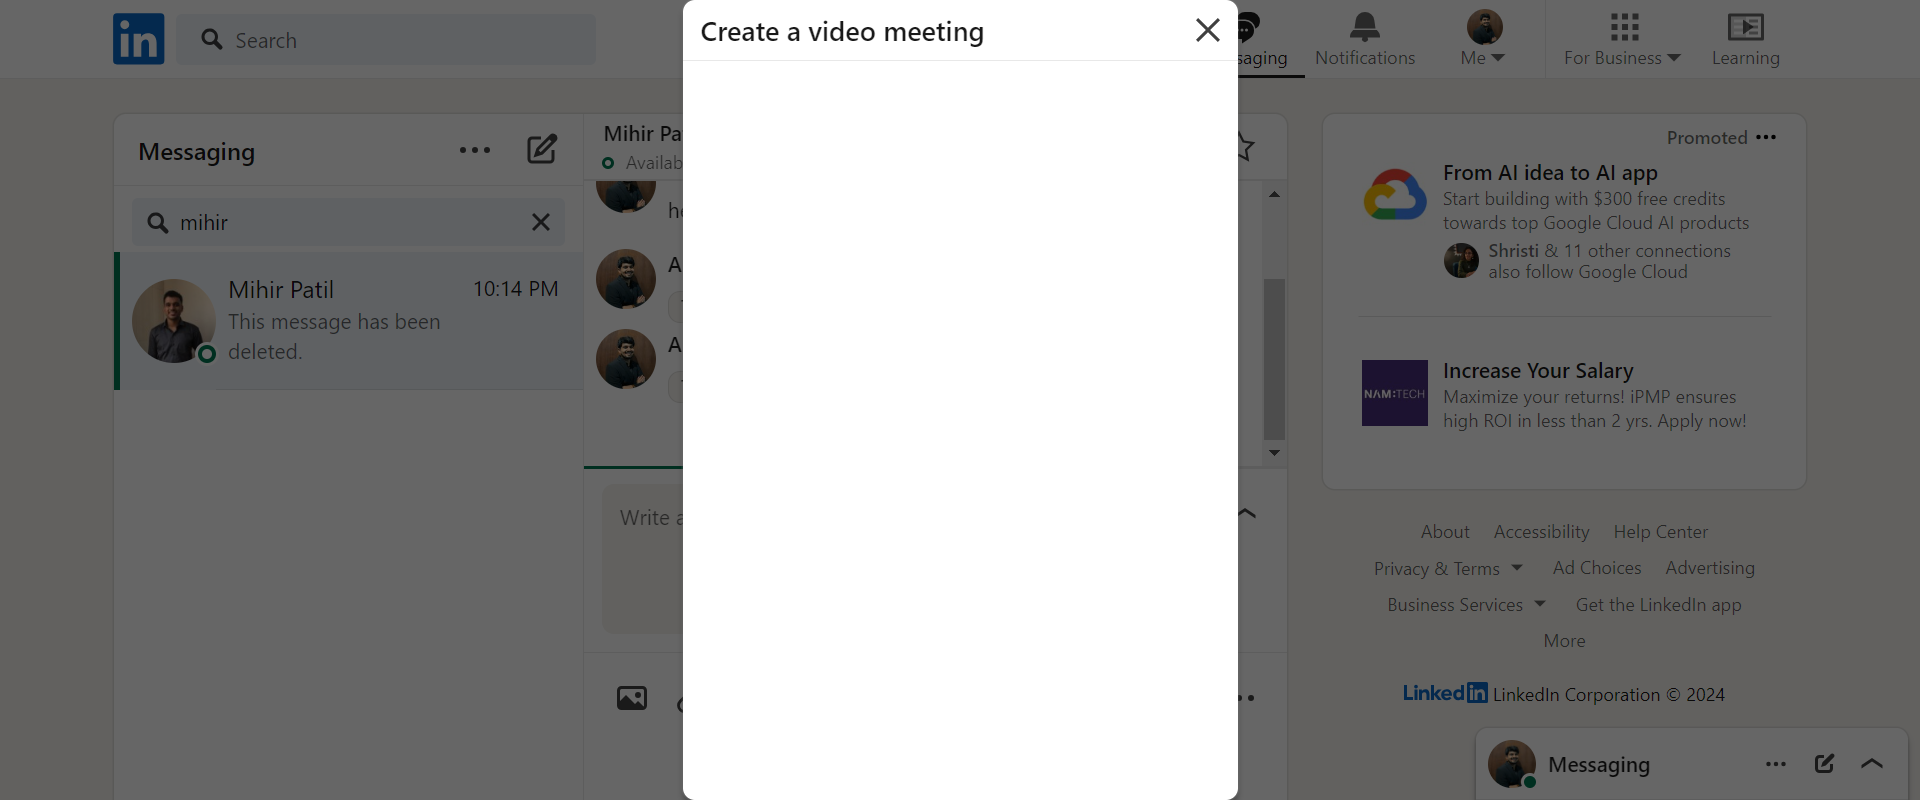 in
Search
Create a video meeting
Notifications
Me
For Business
Learning
Messaging
mihir
Mihir Patil
10:14 PM
This message has been
deleted.
Mihir
A
A
Write
Promoted
From AI idea to AI app
Start building with $300 free credits
towards top Google Cloud AI products
Shristi & 11 other connections
also follow Google Cloud
NAM:TECH
Increase Your Salary
Maximize your returns! iPMP ensures
high ROI in less than 2 yrs. Apply now!
About Accessibility Help Center
Privacy & Terms Ad Choices Advertising
Business Services Get the LinkedIn app
More
LinkedIn LinkedIn Corporation © 2024
Messaging